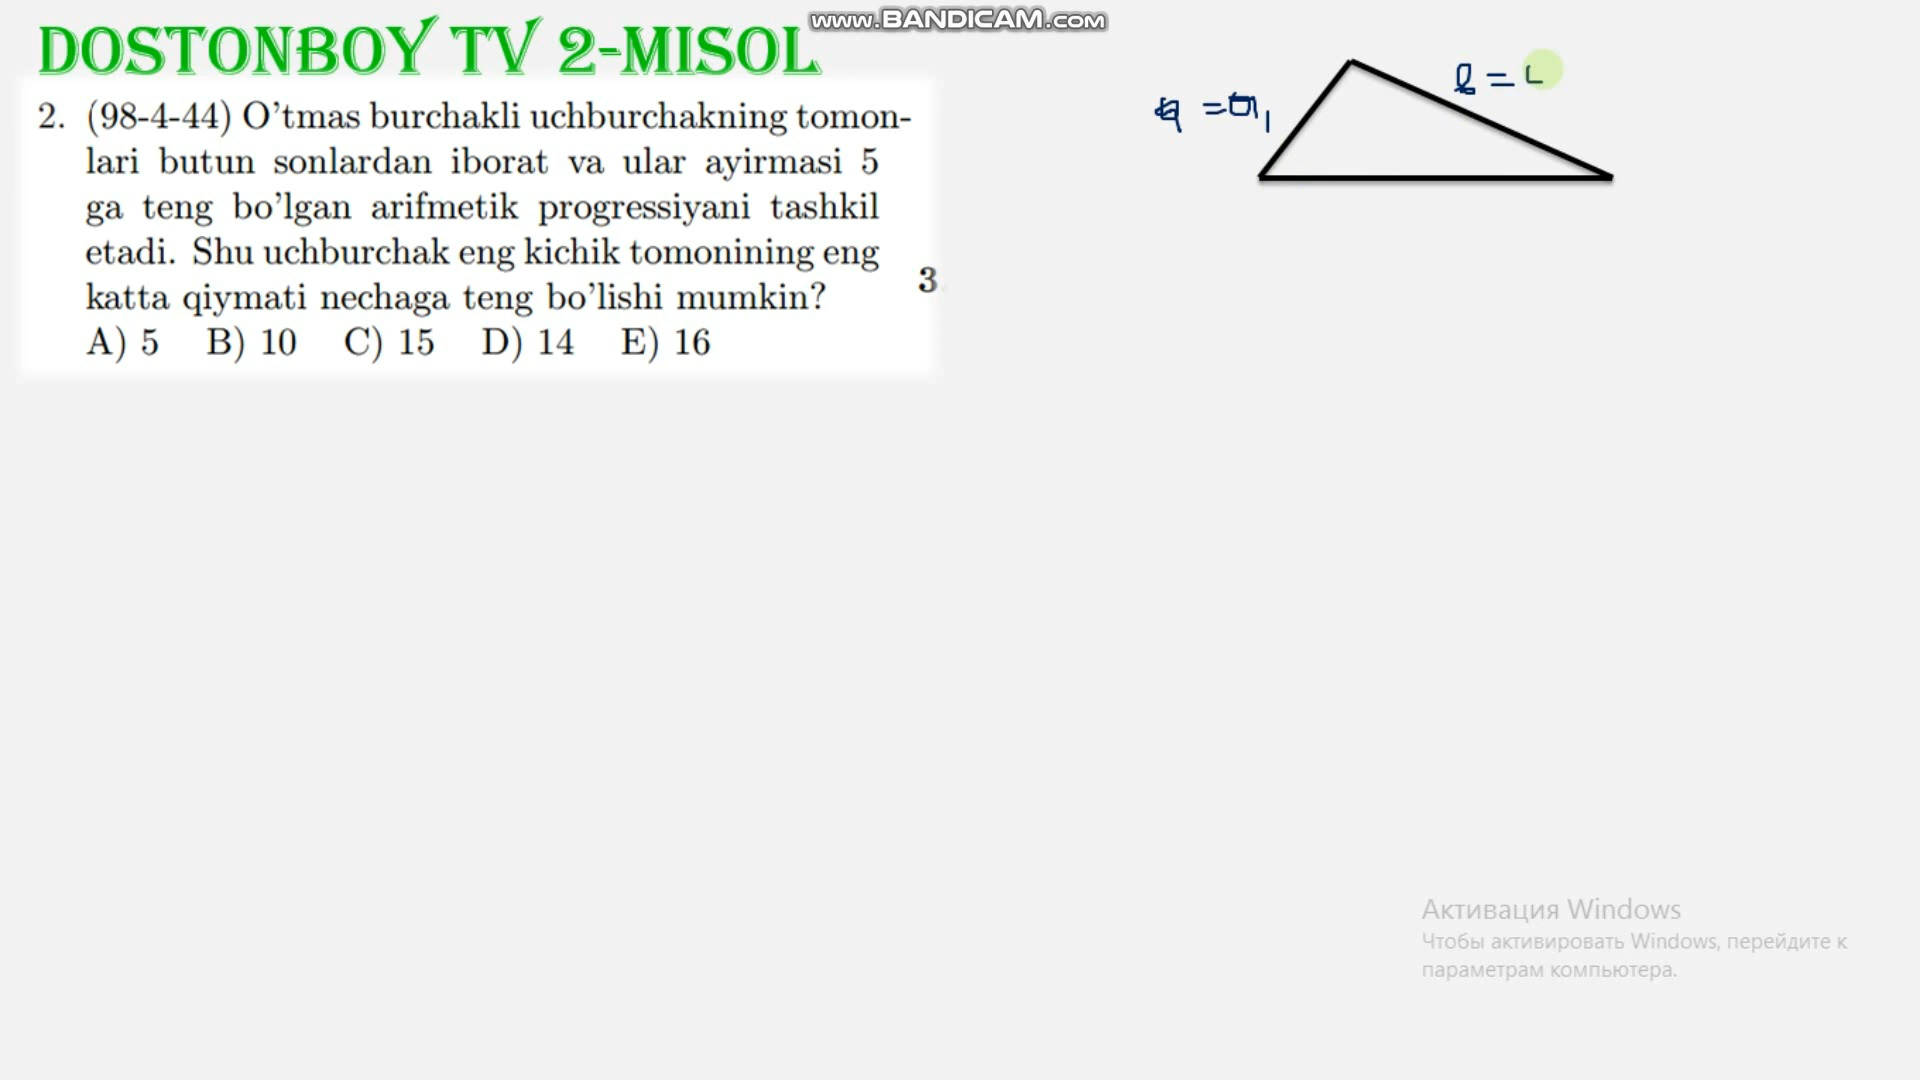 www.BANDICAM.com
DOSTONBOY TV 2-MISOL
2. (98-4-44) O'tmas burchakli uchburchakning tomon-
lari butun sonlardan iborat va ular ayirmasi 5
ga teng bo'lgan arifmetik progressiyani tashkil
etadi. Shu uchburchak eng kichik tomonining eng
katta qiymati nechaga teng bo'lishi mumkin?
A) 5 B) 10 C) 15 D) 14 E) 16
3.
= a₁
=
Активация Windows
Чтобы активировать Windows, перейдите к
параметрам компьютера.